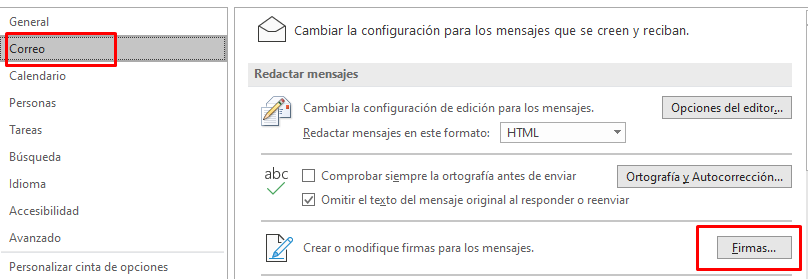 General
Correo
Calendario
Personas
Tareas
Búsqueda
Idioma
Accesibilidad
Avanzado
Personalizar cinta de opciones
Cambiar la configuración para los mensajes que se creen y reciban.
Redactar mensajes
Cambiar la configuración de edición para los mensajes.
Opciones del editor...
Redactar mensajes en este formato:
HTML
abc
Comprobar siempre la ortografía antes de enviar
Ortografía y Autocorrección...
Omitir el texto del mensaje original al responder o reenviar
Crear o modifique firmas para los mensajes.
Firmas...